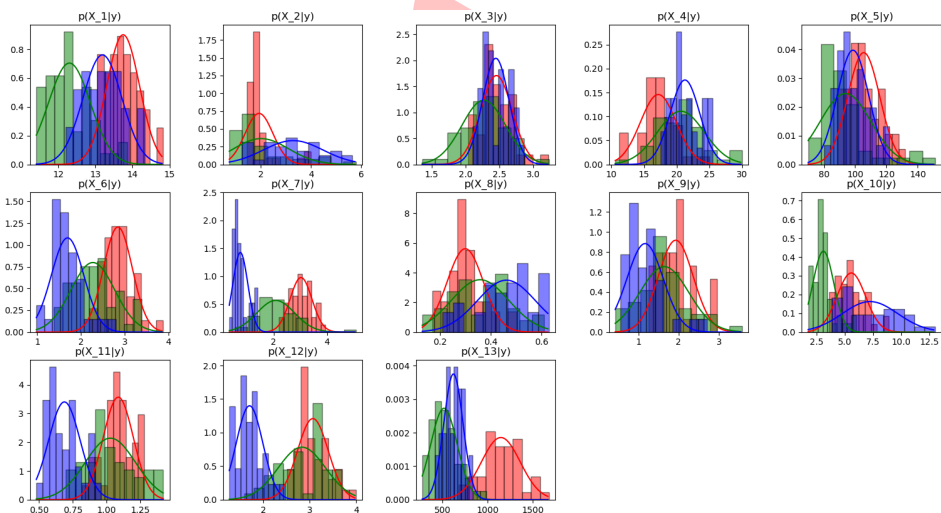 p(X_1|y) p(X_2|y) p(X_3|y) p(X_4|y) p(X_5|y)
0.8 1.75 2.5 0.25 0.04
0.6 1.50 2.0 0.20 0.03
0.4 1.25 1.5 0.15 0.02
0.2 1.00 1.0 0.10 0.01
0.0 0.75 0.5 0.05 0.00
0.50 0.0 0.00
0.25
0.00
12 13 14 15 2 4 6 1.5 2.0 2.5 3.0 10 15 20 25 30 75 100 125 150
p(X_6|y) p(X_7|y) p(X_8|y) p(X_9|y) p(X_10|y)
1.50 2.5 8 1.2 0.7
1.25 2.0 6 1.0 0.6
1.00 1.5 4 0.8 0.5
0.75 1.0 2 0.6 0.4
0.50 0.5 0 0.4 0.3
0.25 0.0 0.2 0.2
0.00 0.0 0.1
0.0
1 2 3 4 2 4 0.2 0.3 0.4 0.5 0.6 1 2 3 2.5 5.0 7.5 10.0 12.5
p(X_11|y) p(X_12|y) p(X_13|y)
4 2.0 0.004
3 1.5 0.003
2 1.0 0.002
1 0.5 0.001
0 0.0 0.000
0.50 0.75 1.00 1.25 2 3 4 500 1000 1500